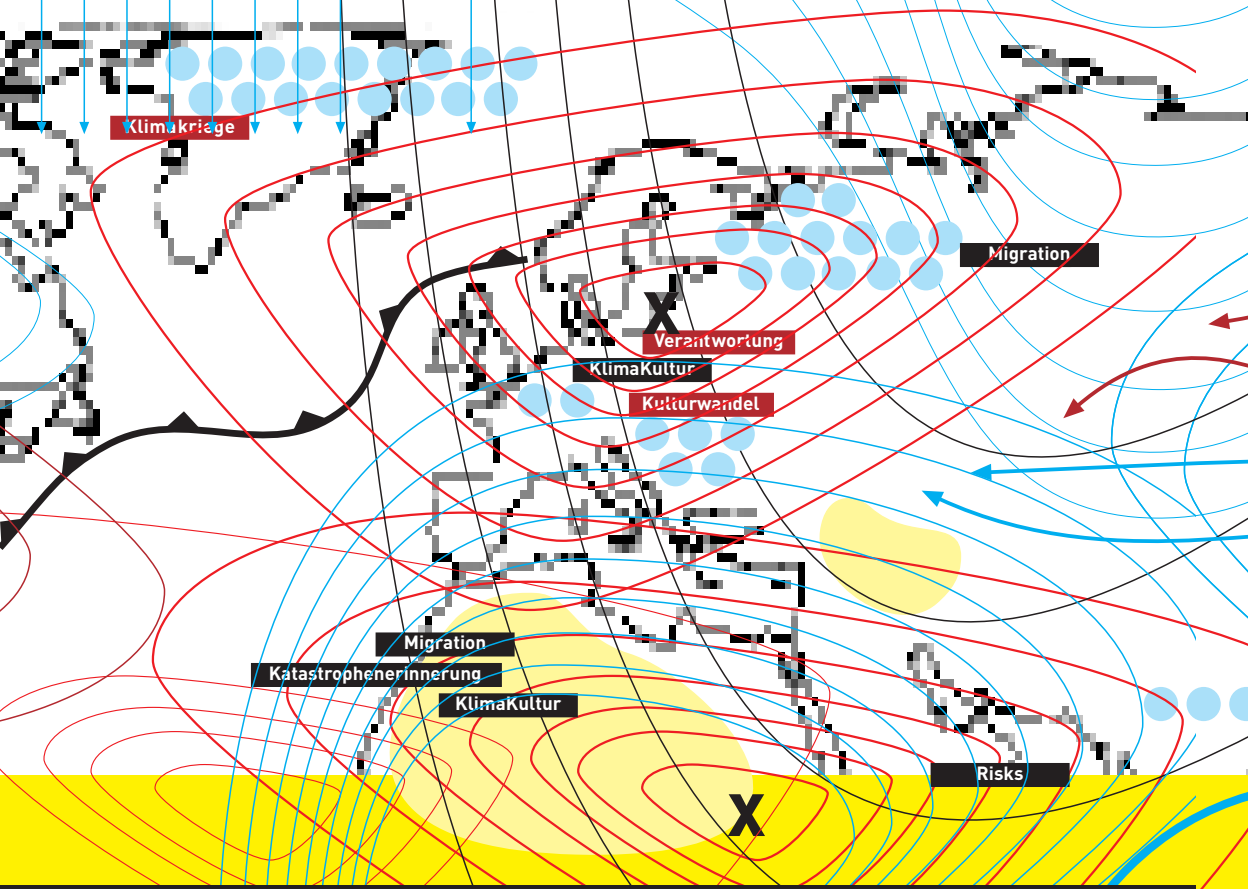 Klimakriege
Migration
X
Verantwortung
KlimaKultur
Kulturwandel
Migration
Katastrophenerinnerung
KlimaKultur
Risks
X